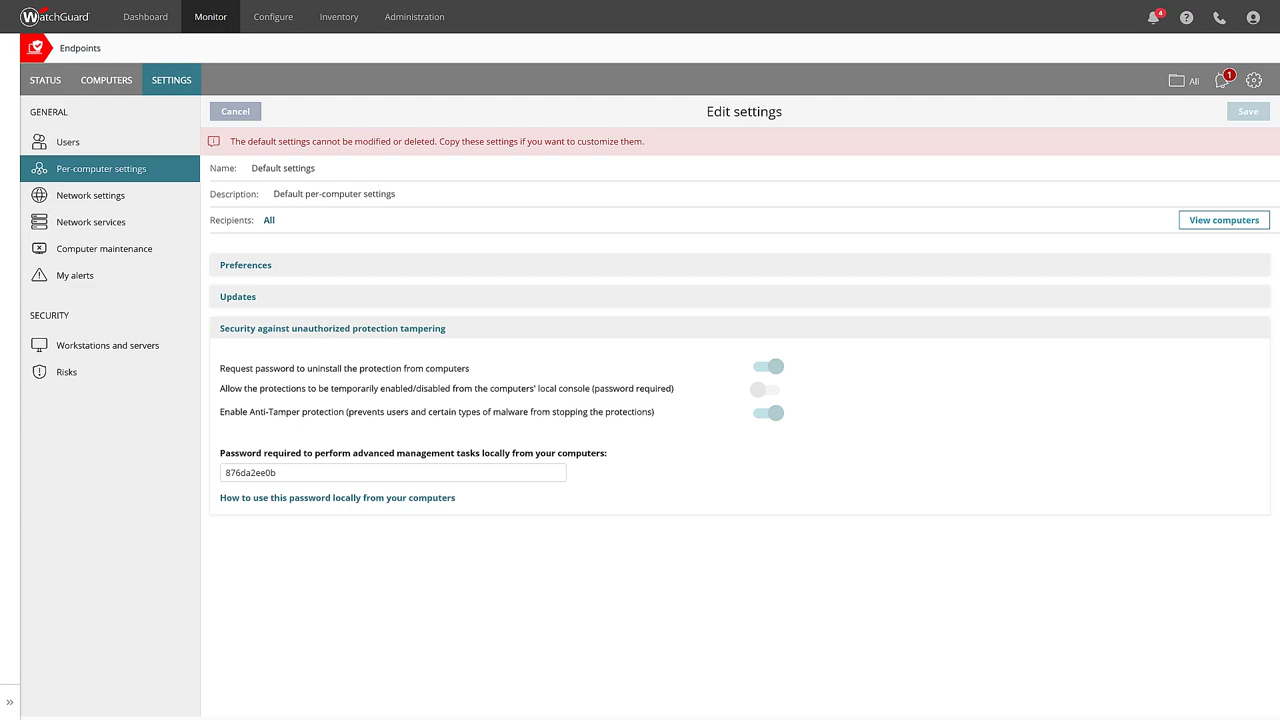 WatchGuard Dashboard Monitor Configure Inventory Administration 4
Endpoints
STATUS COMPUTERS SETTINGS All 1
GENERAL
Users
Per-computer settings
Network settings
Network services
Computer maintenance
My alerts
SECURITY
Workstations and servers
Risks
Cancel Edit settings Save
The default settings cannot be modified or deleted. Copy these settings if you want to customize them.
Name: Default settings
Description: Default per-computer settings
Recipients: All View computers
Preferences
Updates
Security against unauthorized protection tampering
Request password to uninstall the protection from computers
Allow the protections to be temporarily enabled/disabled from the computers' local console (password required)
Enable Anti-Tamper protection (prevents users and certain types of malware from stopping the protections)
Password required to perform advanced management tasks locally from your computers:
876da2ee0b
How to use this password locally from your computers